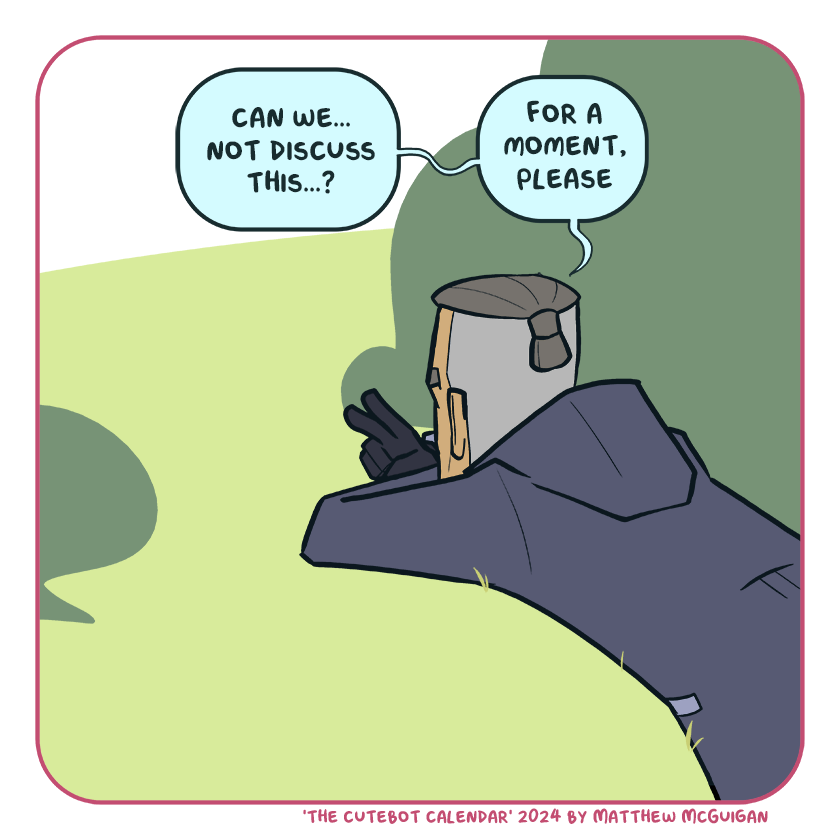 CAN WE...
NOT DISCUSS
THIS...?
FOR A
MOMENT,
PLEASE
'THE CUTEBOT CALENDAR' 2024 BY MATTHEW MCGUIGAN